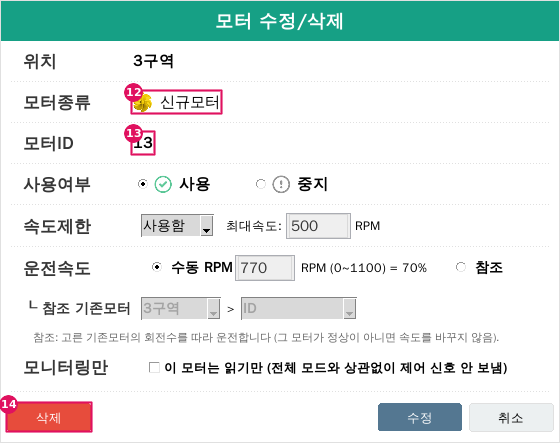 모터 수정/삭제
위치 3구역
모터종류 12 신규모터
모터ID 13 13
사용여부 사용 중지
속도제한 사용함 최대속도: 500 RPM
운전속도 수동 RPM 770 RPM (0~1100) = 70% 참조
ㄴ 참조 기존모터 3구역 > ID
참조: 고른 기존모터의 회전수를 따라 운전합니다 (그 모터가 정상이 아니면 속도를 바꾸지 않음).
모니터링만 이 모터는 읽기만 (전체 모드와 상관없이 제어 신호 안 보냄)
14 삭제 수정 취소